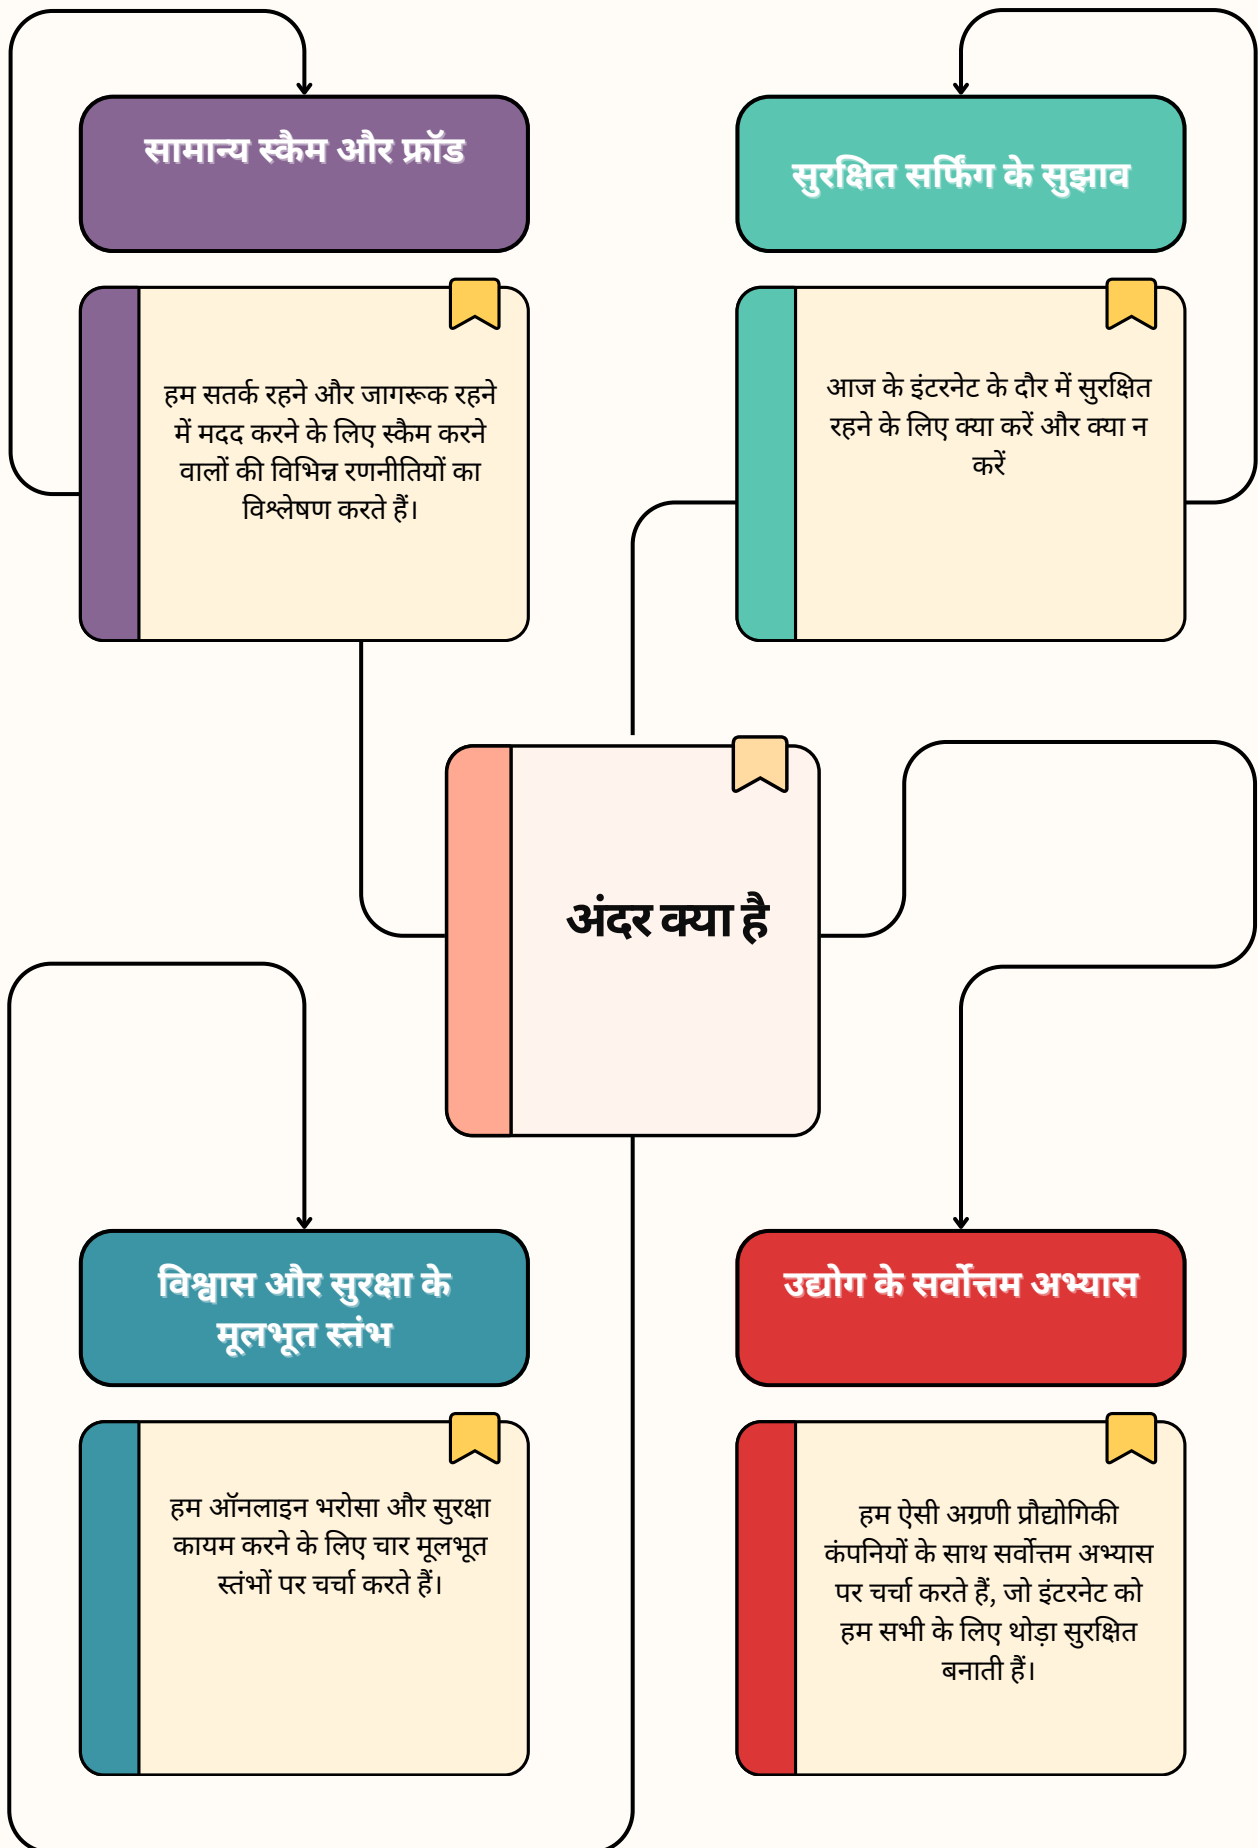 सामान्य स्कैम और फ्रॉड
हम सतर्क रहने और जागरूक रहने
में मदद करने के लिए स्कैम करने
वालों की विभिन्न रणनीतियों का
विश्लेषण करते हैं।
सुरक्षित सर्फिंग के सुझाव
आज के इंटरनेट के दौर में सुरक्षित
रहने के लिए क्या करें और क्या न
करें
अंदर क्या है
विश्वास और सुरक्षा के
मूलभूत स्तंभ
हम ऑनलाइन भरोसा और सुरक्षा
कायम करने के लिए चार मूलभूत
स्तंभों पर चर्चा करते हैं।
उद्योग के सर्वोत्तम अभ्यास
हम ऐसी अग्रणी प्रौद्योगिकी
कंपनियों के साथ सर्वोत्तम अभ्यास
पर चर्चा करते हैं, जो इंटरनेट को
हम सभी के लिए थोड़ा सुरक्षित
बनाती हैं।